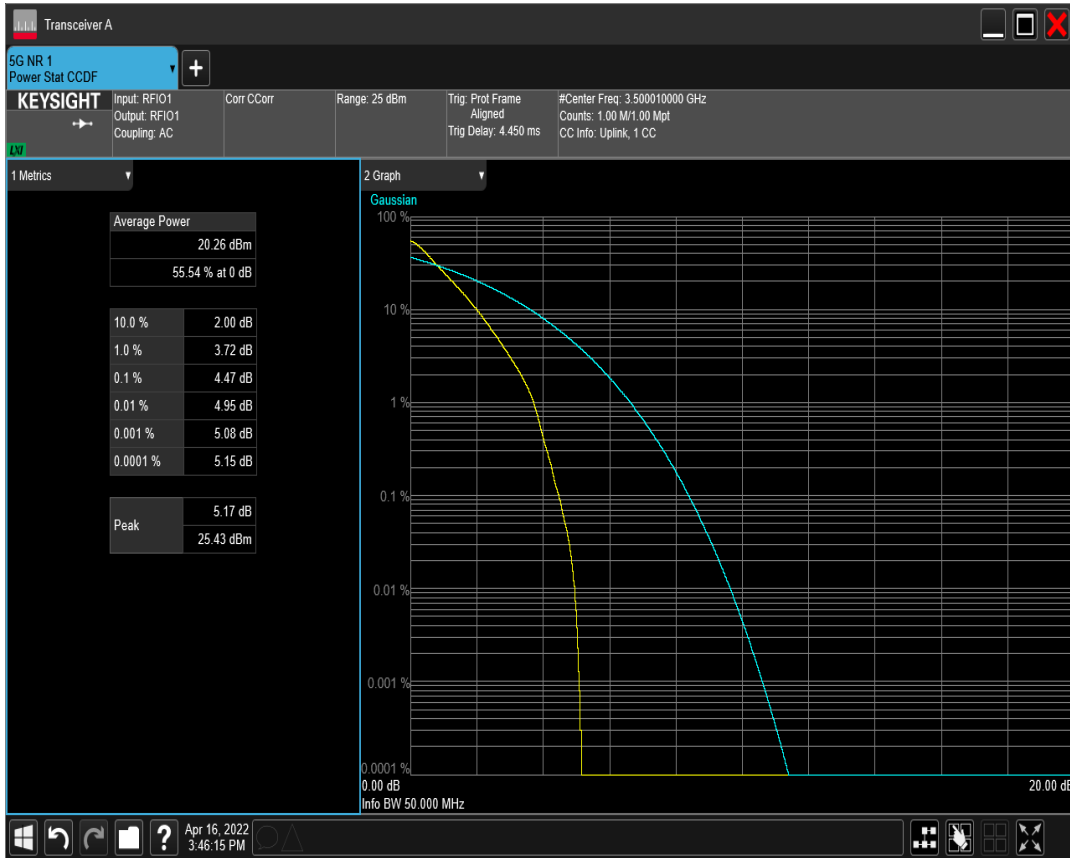 Transceiver A
5G NR 1
Power Stat CCDF
KEYSIGHT
LXI
Input: RFIO1
Output: RFIO1
Coupling: AC
Corr CCorr
Range: 25 dBm
Trig: Prot Frame
Aligned
Trig Delay: 4.450 ms
#Center Freq: 3.500010000 GHz
Counts: 1.00 M/1.00 Mpt
CC Info: Uplink, 1 CC
1 Metrics
Average Power
20.26 dBm
55.54 % at 0 dB
10.0 % 2.00 dB
1.0 % 3.72 dB
0.1 % 4.47 dB
0.01 % 4.95 dB
0.001 % 5.08 dB
0.0001 % 5.15 dB
Peak
5.17 dB
25.43 dBm
2 Graph
Gaussian
100 %
10 %
1 %
0.1 %
0.01 %
0.001 %
0.0001 %
0.00 dB 20.00 dB
Info BW 50.000 MHz
Apr 16, 2022
3:46:15 PM